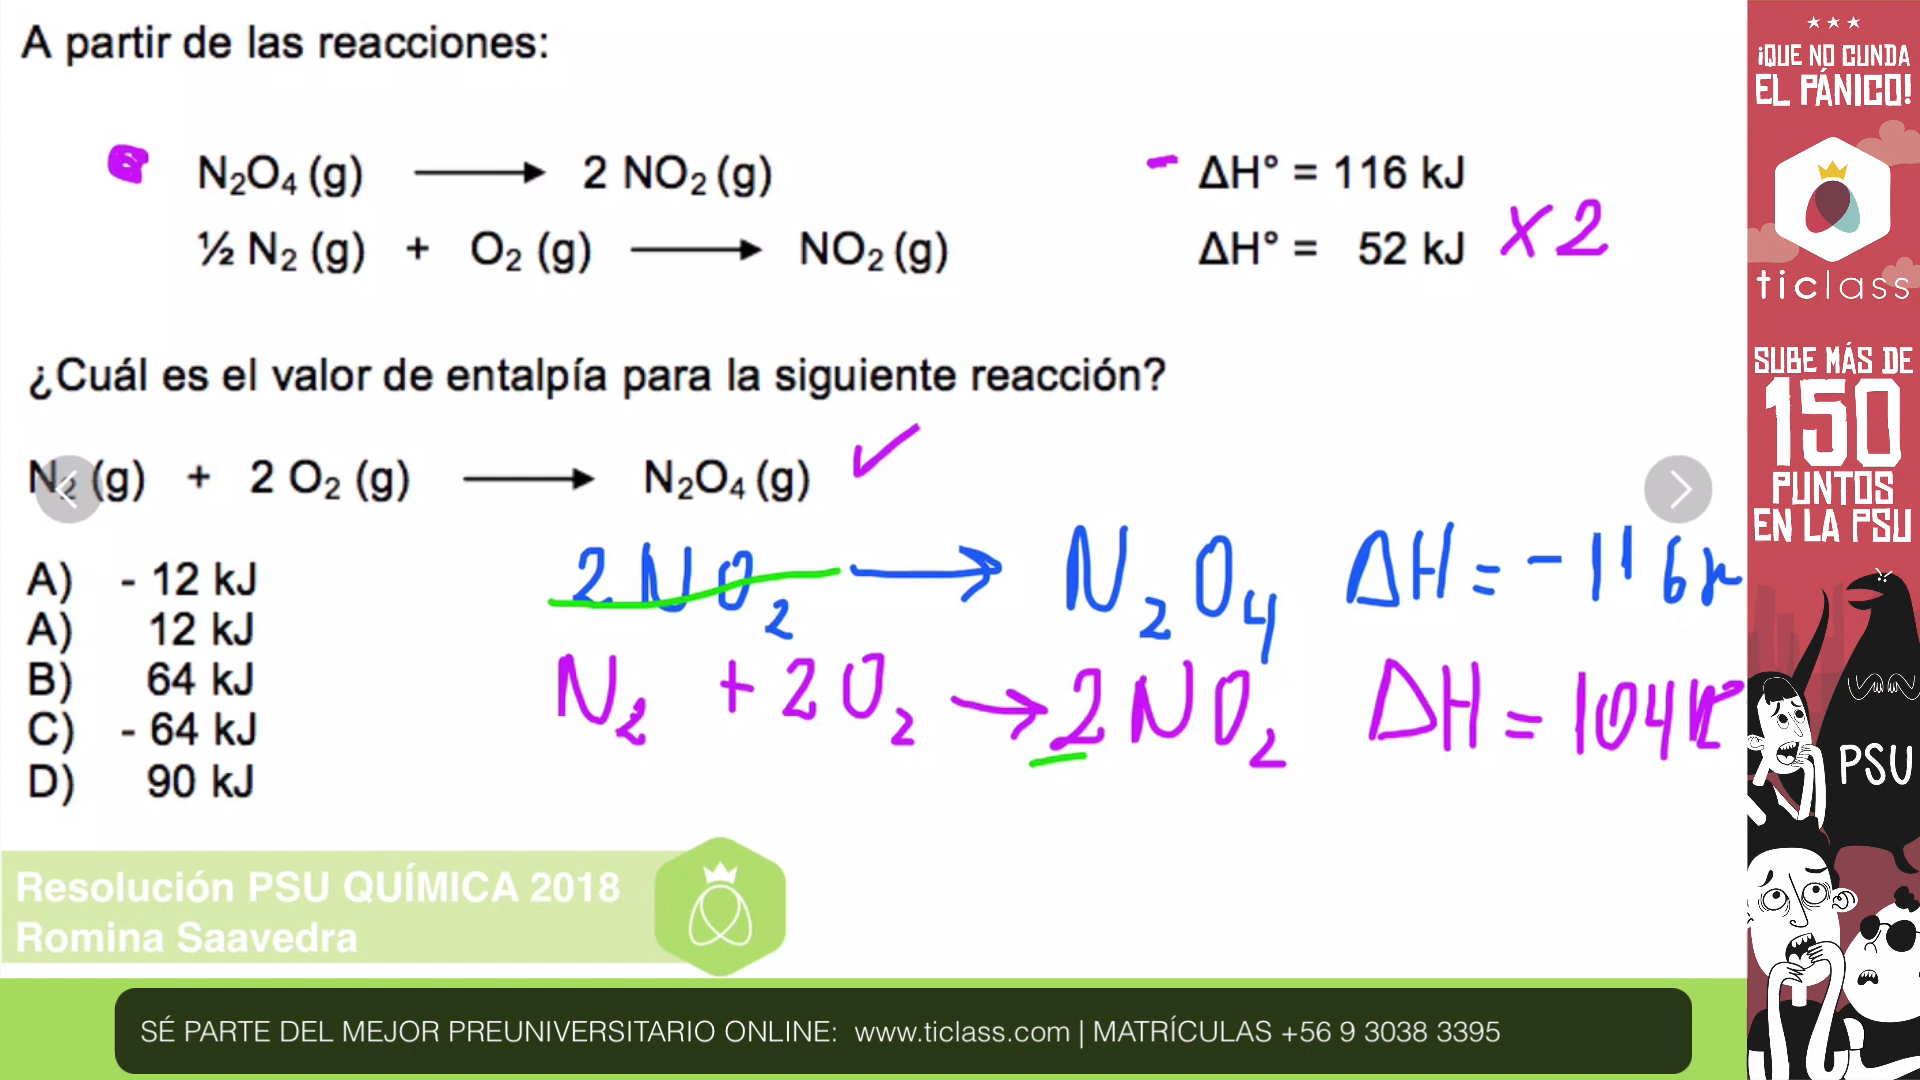 A partir de las reacciones:
N₂O₄ (g) ⟶ 2 NO₂ (g) - ΔH° = 116 kJ
½ N₂ (g) + O₂ (g) ⟶ NO₂ (g) ΔH° = 52 kJ X2
¿Cuál es el valor de entalpía para la siguiente reacción?
N₂ (g) + 2 O₂ (g) ⟶ N₂O₄ (g) ✓
2NO₂ → N₂O₄ ΔH = -116
N₂ + 2O₂ → 2NO₂ ΔH = 104
A) - 12 kJ
A) 12 kJ
B) 64 kJ
C) - 64 kJ
D) 90 kJ
Resolución PSU QUÍMICA 2018
Romina Saavedra
SÉ PARTE DEL MEJOR PREUNIVERSITARIO ONLINE: www.ticlass.com | MATRÍCULAS +56 9 3038 3395
¡QUE NO CUNDA
EL PÁNICO!
ticlass
SUBE MÁS DE
150
PUNTOS
EN LA PSU
PSU